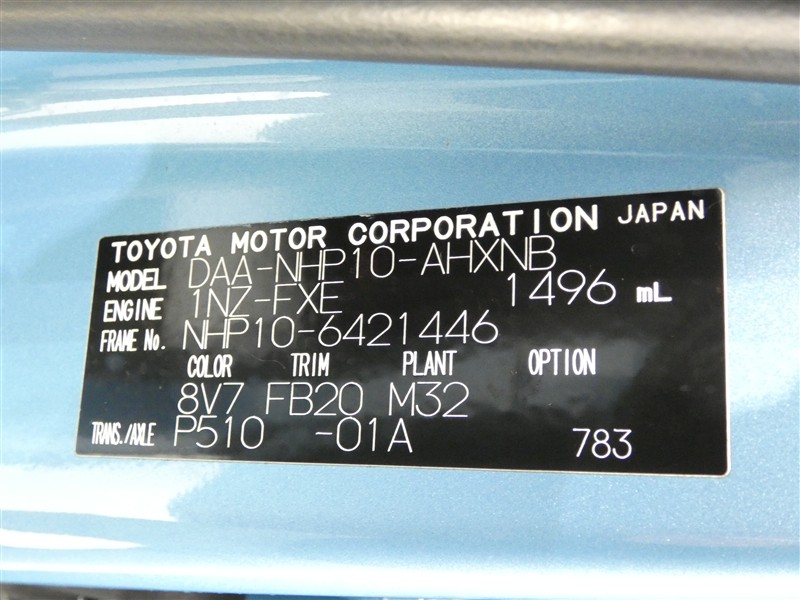 TOYOTA MOTOR CORPORATION JAPAN
MODEL DAA-NHP10-AHXNB
ENGINE 1NZ-FXE 1496 mL
FRAME No. NHP10-6421446
COLOR TRIM PLANT OPTION
8V7 FB20 M32
TRANS./AXLE P510 -01A 783